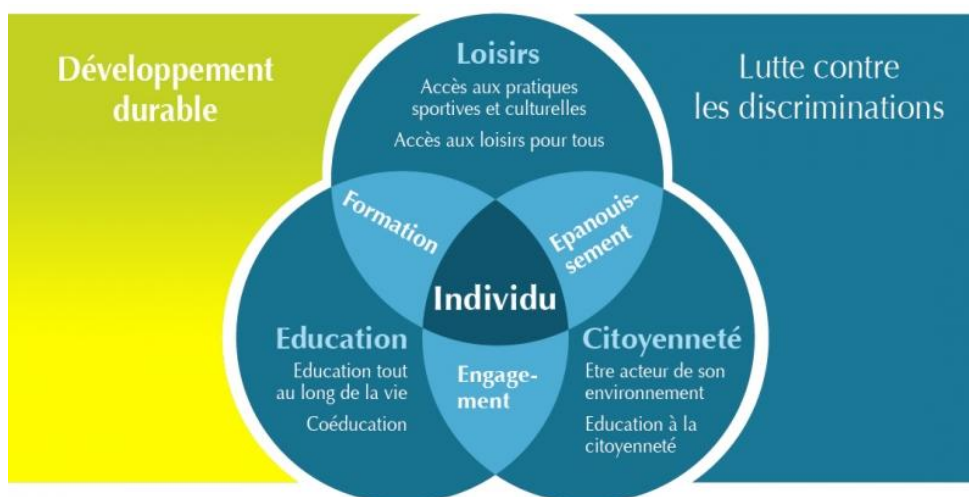 Développement
durable
Loisirs
Accès aux pratiques
sportives et culturelles
Accès aux loisirs pour tous
Lutte contre
les discriminations
Formation
Epanouis-
sement
Individu
Education
Education tout
au long de la vie
Coéducation
Engage-
ment
Citoyenneté
Etre acteur de son
environnement
Education à la
citoyenneté